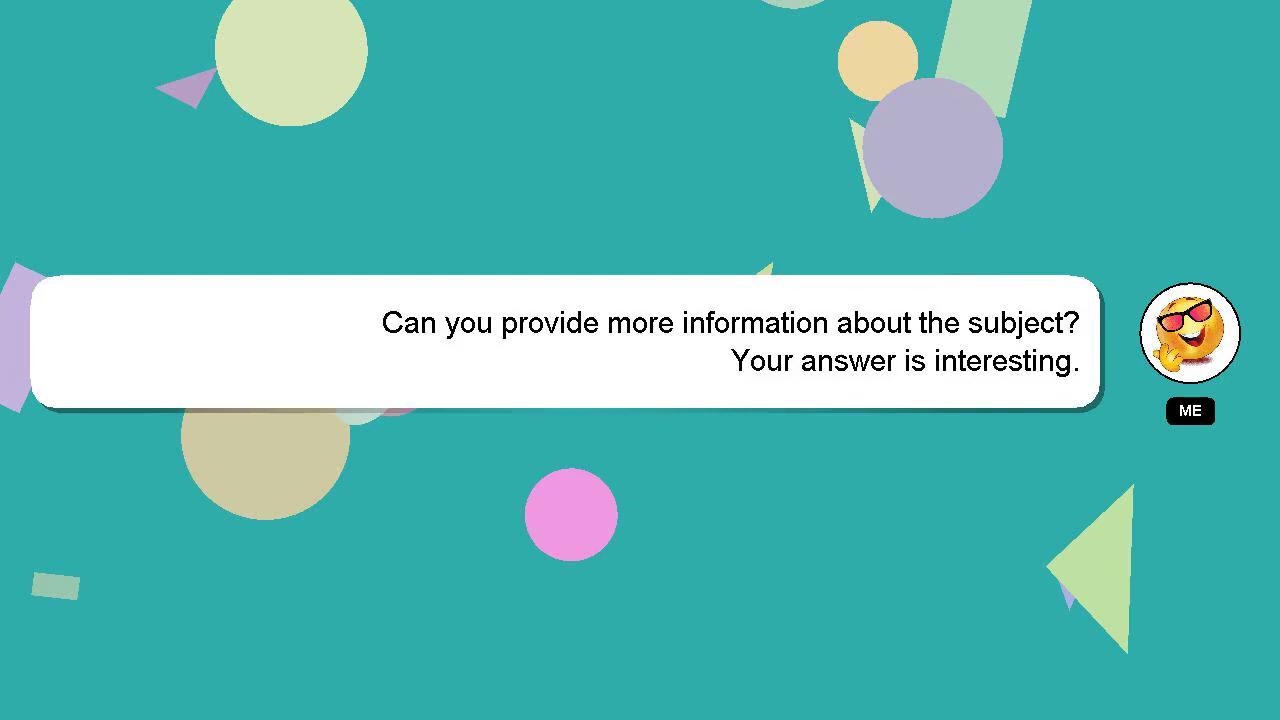 Can you provide more information about the subject?
Your answer is interesting.
ME